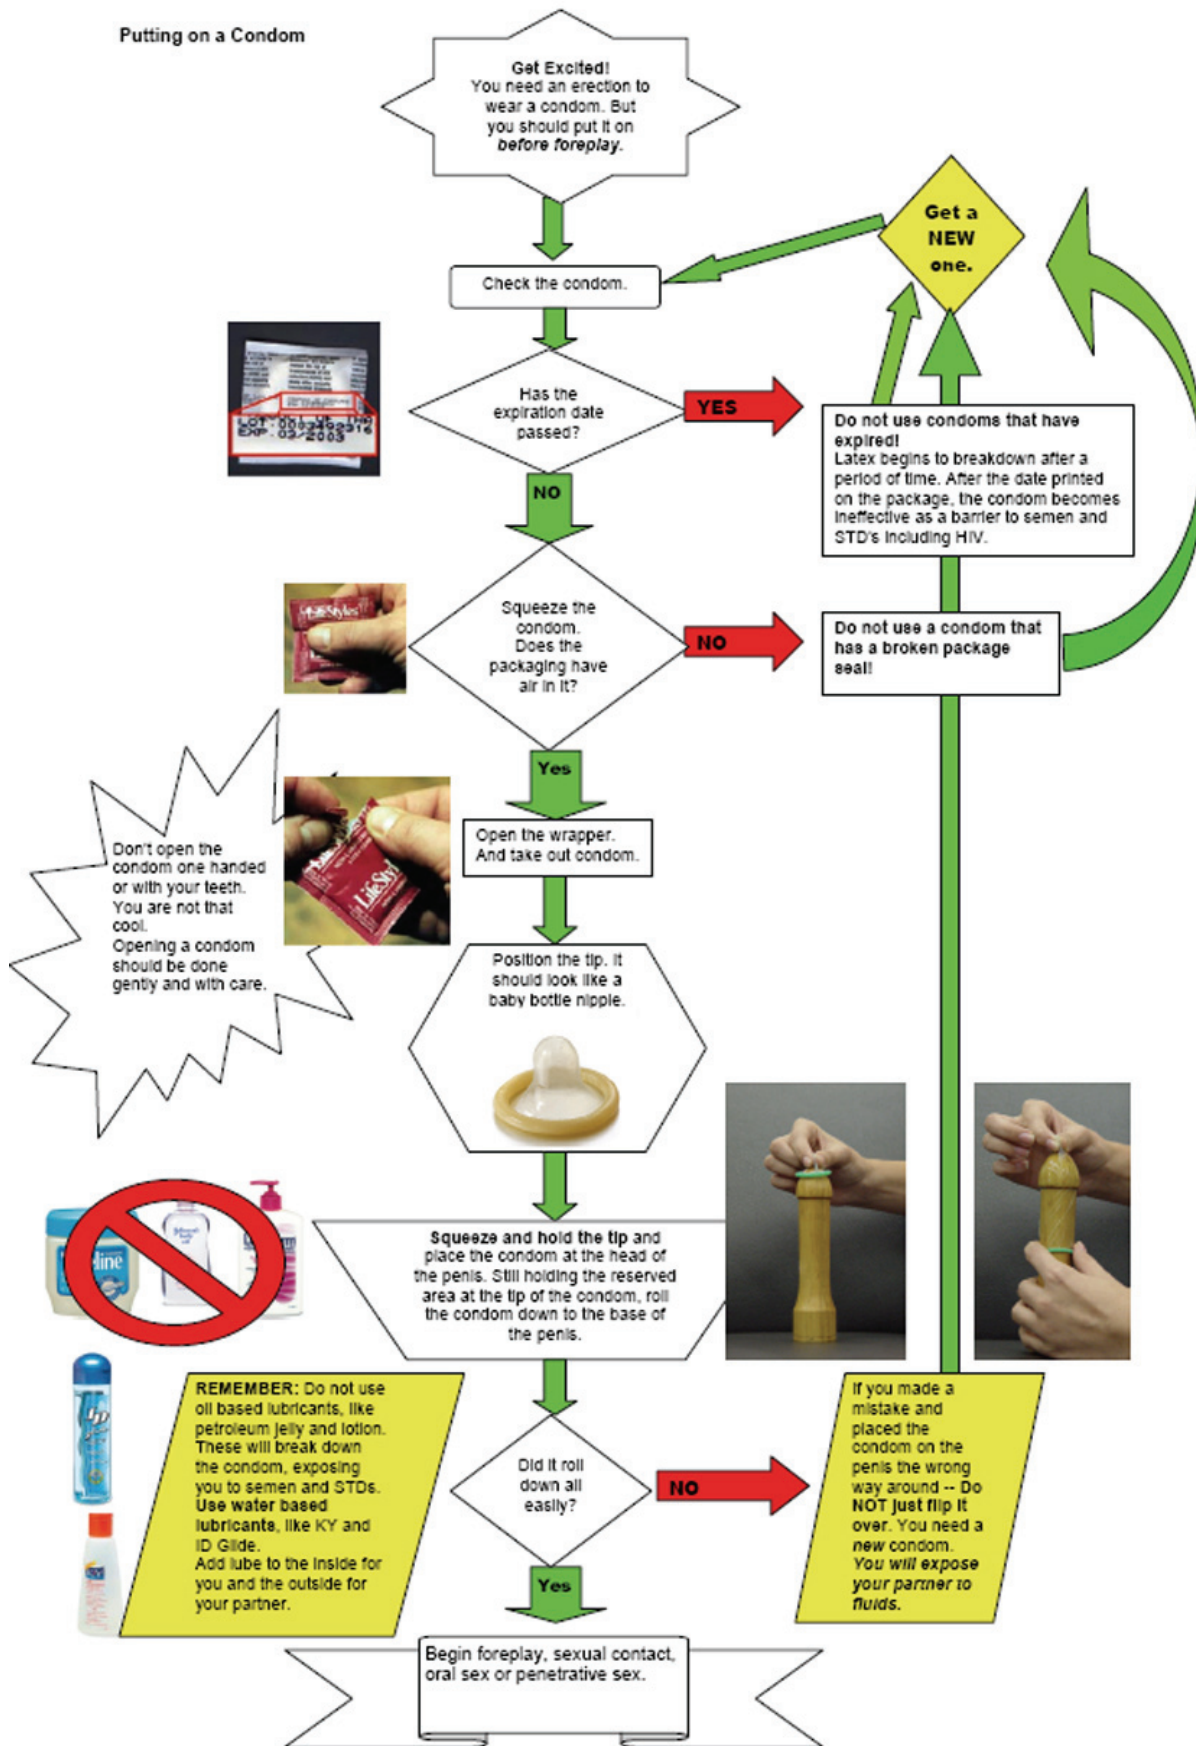 Putting on a Condom
Get Excited!
You need an erection to
wear a condom. But
you should put it on
before foreplay.
Get a
NEW
one.
Check the condom.
Has the
expiration date
passed?
YES
LOT
EXP. 03/2003
Do not use condoms that have
expired!
Latex begins to breakdown after a
period of time. After the date printed
on the package, the condom becomes
ineffective as a barrier to semen and
STD's including HIV.
NO
Squeeze the
condom.
Does the
packaging have
air in it?
NO
LifeStyles
Do not use a condom that
has a broken package
seal!
Yes
Don't open the
condom one handed
or with your teeth.
You are not that
cool.
Opening a condom
should be done
gently and with care.
LifeStyles
Open the wrapper.
And take out condom.
Position the tip. It
should look like a
baby bottle nipple.
Squeeze and hold the tip and
place the condom at the head of
the penis. Still holding the reserved
area at the tip of the condom, roll
the condom down to the base of
the penis.
REMEMBER: Do not use
oil based lubricants, like
petroleum jelly and lotion.
These will break down
the condom, exposing
you to semen and STDs.
Use water based
lubricants, like KY and
ID Glide.
Add lube to the inside for
you and the outside for
your partner.
Did it roll
down all
easily?
NO
If you made a
mistake and
placed the
condom on the
penis the wrong
way around -- Do
NOT just flip it
over. You need a
new condom.
You will expose
your partner to
fluids.
Yes
Begin foreplay, sexual contact,
oral sex or penetrative sex.